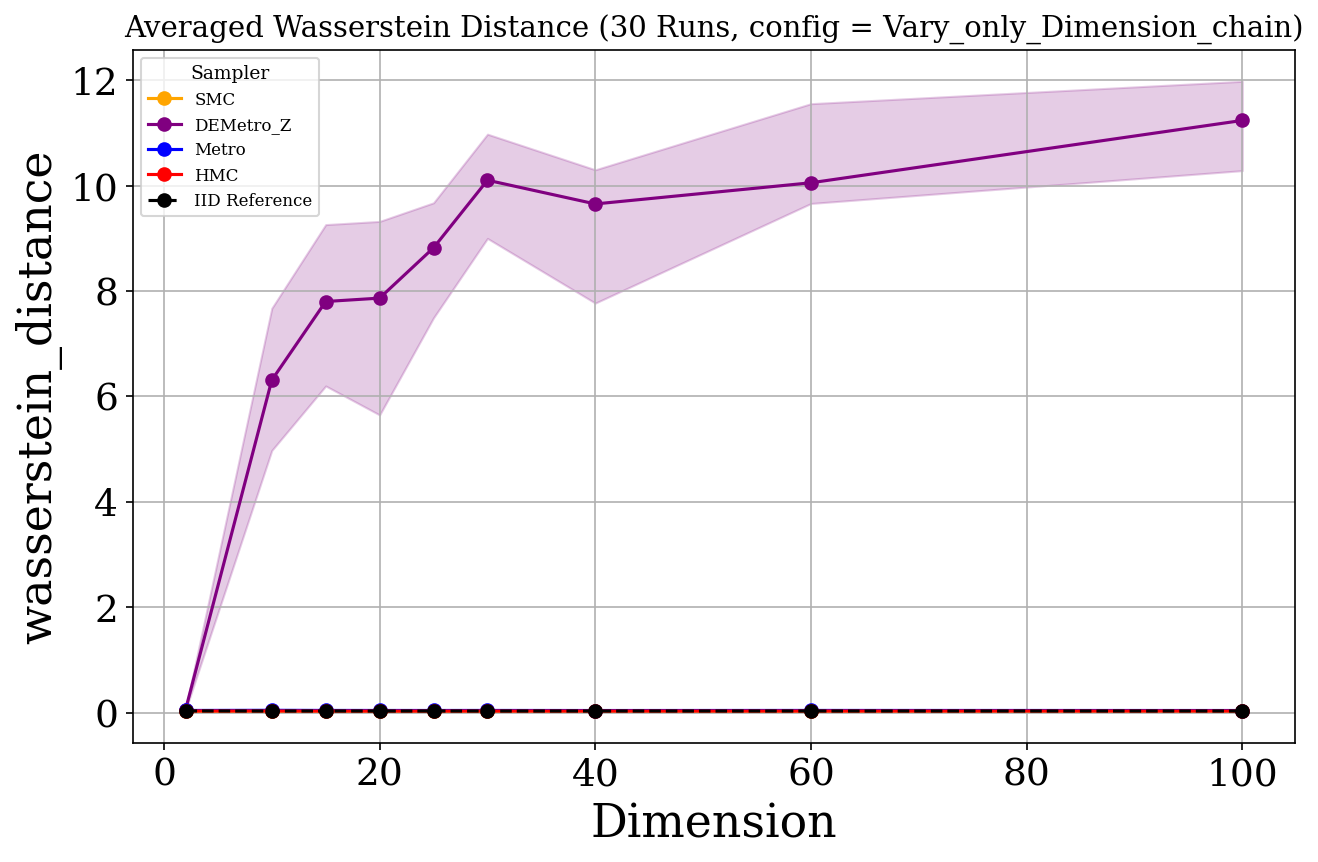 Averaged Wasserstein Distance (30 Runs, config = Vary_only_Dimension_chain)
Sampler
SMC
DEMetro_Z
Metro
HMC
IID Reference
wasserstein_distance
12
10
8
6
4
2
0
0 20 40 60 80 100
Dimension